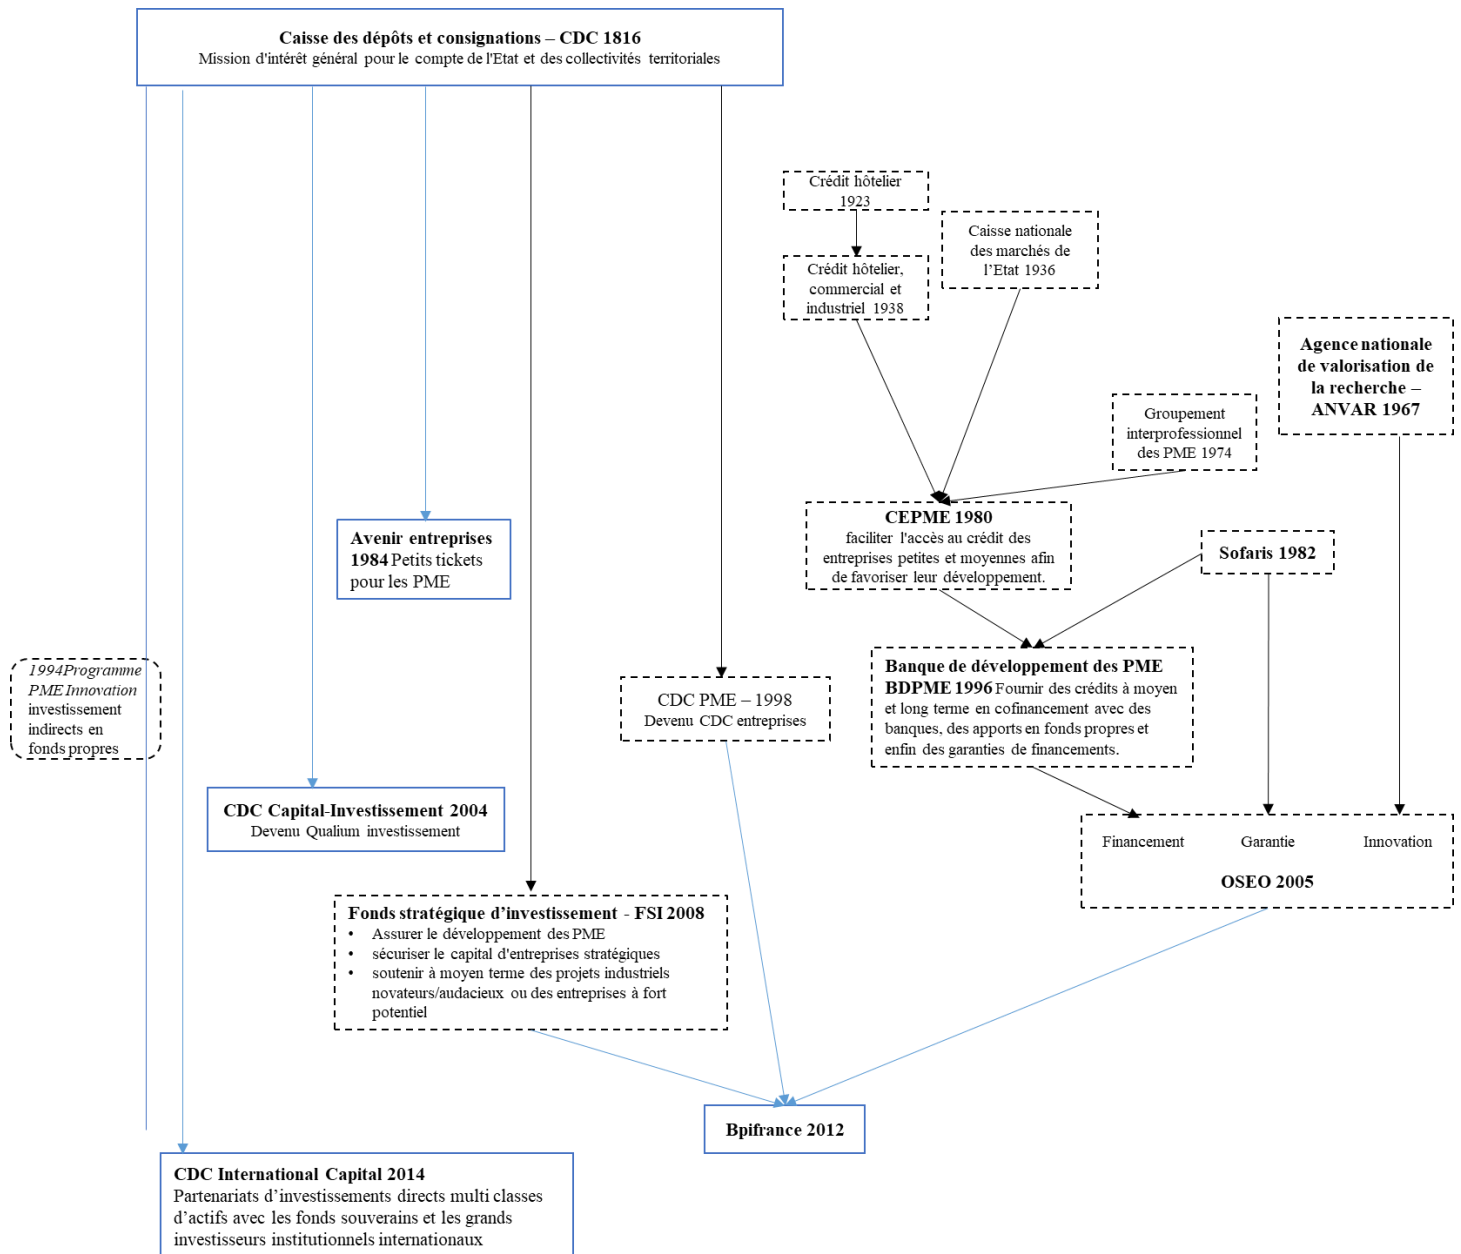 Caisse des dépôts et consignations – CDC 1816
Mission d'intérêt général pour le compte de l'Etat et des collectivités territoriales
Crédit hôtelier
1923
Crédit hôtelier,
commercial et
industriel 1938
Caisse nationale
des marchés de
l’Etat 1936
Agence nationale
de valorisation de
la recherche –
ANVAR 1967
Groupement
interprofessionnel
des PME 1974
CEPME 1980
faciliter l'accès au crédit des
entreprises petites et moyennes afin
de favoriser leur développement.
Sofaris 1982
Avenir entreprises
1984 Petits tickets
pour les PME
1994Programme
PME Innovation
investissement
indirects en
fonds propres
CDC PME – 1998
Devenu CDC entreprises
Banque de développement des PME
BDPME 1996 Fournir des crédits à moyen
et long terme en cofinancement avec des
banques, des apports en fonds propres et
enfin des garanties de financements.
CDC Capital-Investissement 2004
Devenu Qualium investissement
Financement Garantie Innovation
OSEO 2005
Fonds stratégique d’investissement - FSI 2008
• Assurer le développement des PME
• sécuriser le capital d'entreprises stratégiques
• soutenir à moyen terme des projets industriels
novateurs/audacieux ou des entreprises à fort
potentiel
Bpifrance 2012
CDC International Capital 2014
Partenariats d’investissements directs multi classes
d’actifs avec les fonds souverains et les grands
investisseurs institutionnels internationaux